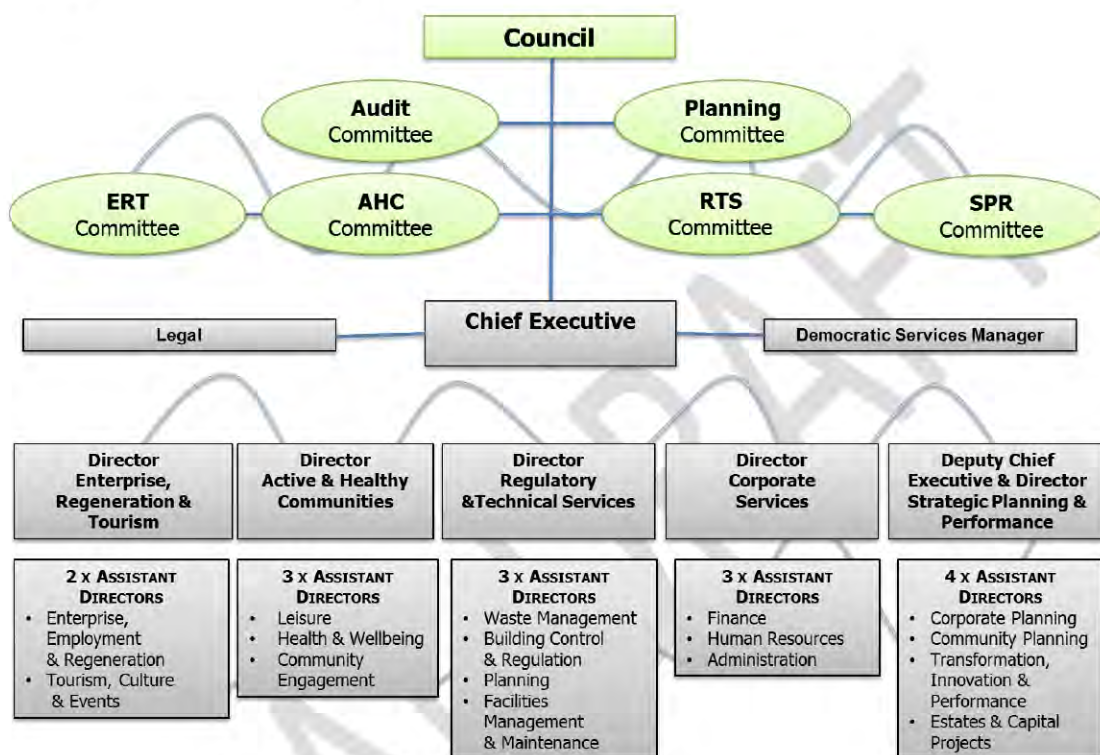 Council
Audit
Committee
Planning
Committee
ERT
Committee
AHC
Committee
RTS
Committee
SPR
Committee
Legal
Chief Executive
Democratic Services Manager
Director
Enterprise,
Regeneration &
Tourism
Director
Active & Healthy
Communities
Director
Regulatory
&Technical Services
Director
Corporate
Services
Deputy Chief
Executive & Director
Strategic Planning &
Performance
2 x ASSISTANT
DIRECTORS
• Enterprise,
Employment
& Regeneration
• Tourism, Culture
& Events
3 x ASSISTANT
DIRECTORS
• Leisure
• Health & Wellbeing
• Community
Engagement
3 x ASSISTANT
DIRECTORS
• Waste Management
• Building Control
& Regulation
• Planning
• Facilities
Management
& Maintenance
3 x ASSISTANT
DIRECTORS
• Finance
• Human Resources
• Administration
4 x ASSISTANT
DIRECTORS
• Corporate Planning
• Community Planning
• Transformation,
Innovation &
Performance
• Estates & Capital
Projects